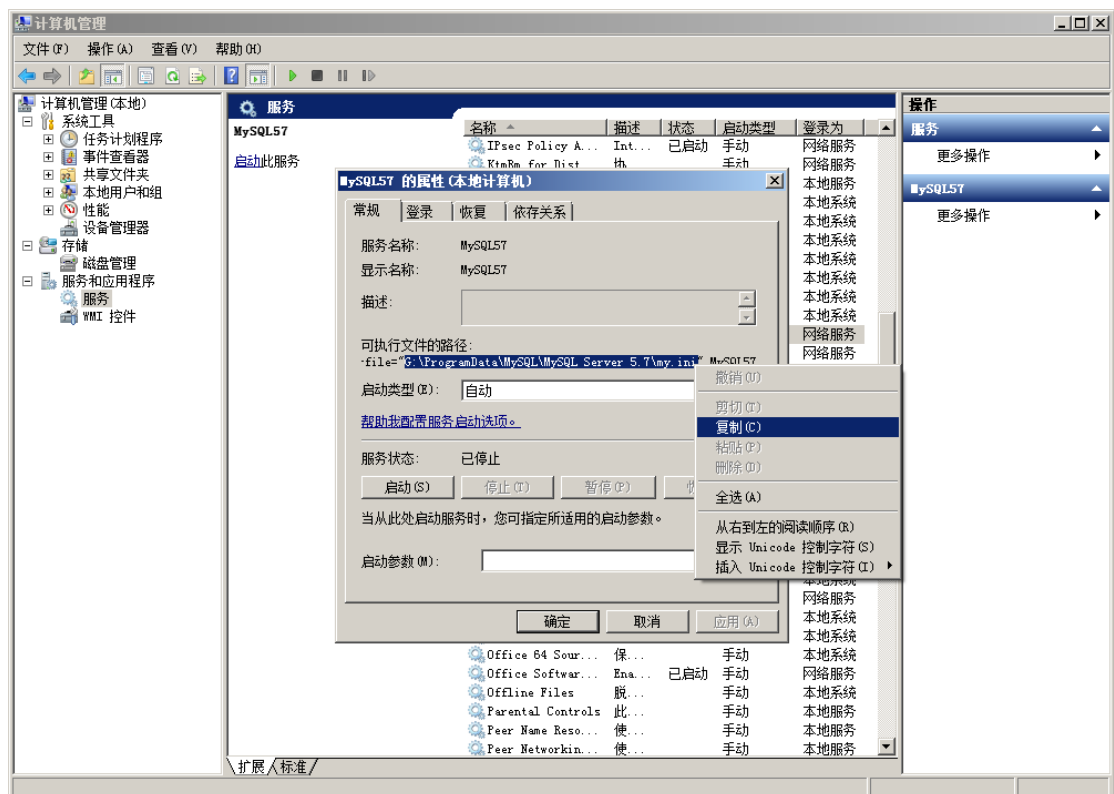 计算机管理
文件(F) 操作(A) 查看(V) 帮助(H)
计算机管理(本地)
系统工具
任务计划程序
事件查看器
共享文件夹
本地用户和组
性能
设备管理器
存储
磁盘管理
服务和应用程序
服务
WMI 控件
服务
MySQL57
启动此服务
名称 描述 状态 启动类型 登录为
IPsec Policy A... Int... 已启动 手动 网络服务
KtmRm for Dist 协 手动
本地服务
本地系统
本地系统
本地系统
本地系统
本地系统
本地系统
本地系统
网络服务
网络服务
MySQL57 的属性(本地计算机)
常规 登录 恢复 依存关系
服务名称: MySQL57
显示名称: MySQL57
描述:
可执行文件的路径:
-file="G:\ProgramData\MySQL\MySQL Server 5.7\my.ini" MySQL57
启动类型(E): 自动
帮助我配置服务启动选项。
服务状态: 已停止
启动(S) 停止(T) 暂停(P)
当从此处启动服务时，您可指定所适用的启动参数。
启动参数(M):
确定 取消 应用(A)
撤销(U)
剪切(T)
复制(C)
粘贴(P)
删除(D)
全选(A)
从右到左的阅读顺序(R)
显示 Unicode 控制字符(S)
插入 Unicode 控制字符(I)
本地系统
网络服务
本地系统
本地系统
Office 64 Sour... 保... 手动 本地系统
Office Softwar... Ena... 已启动 手动 网络服务
Offline Files 脱... 手动 本地系统
Parental Controls 此... 手动 本地服务
Peer Name Reso... 使... 手动 本地服务
Peer Networkin... 使... 手动 本地服务
扩展 标准
操作
服务
更多操作
MySQL57
更多操作